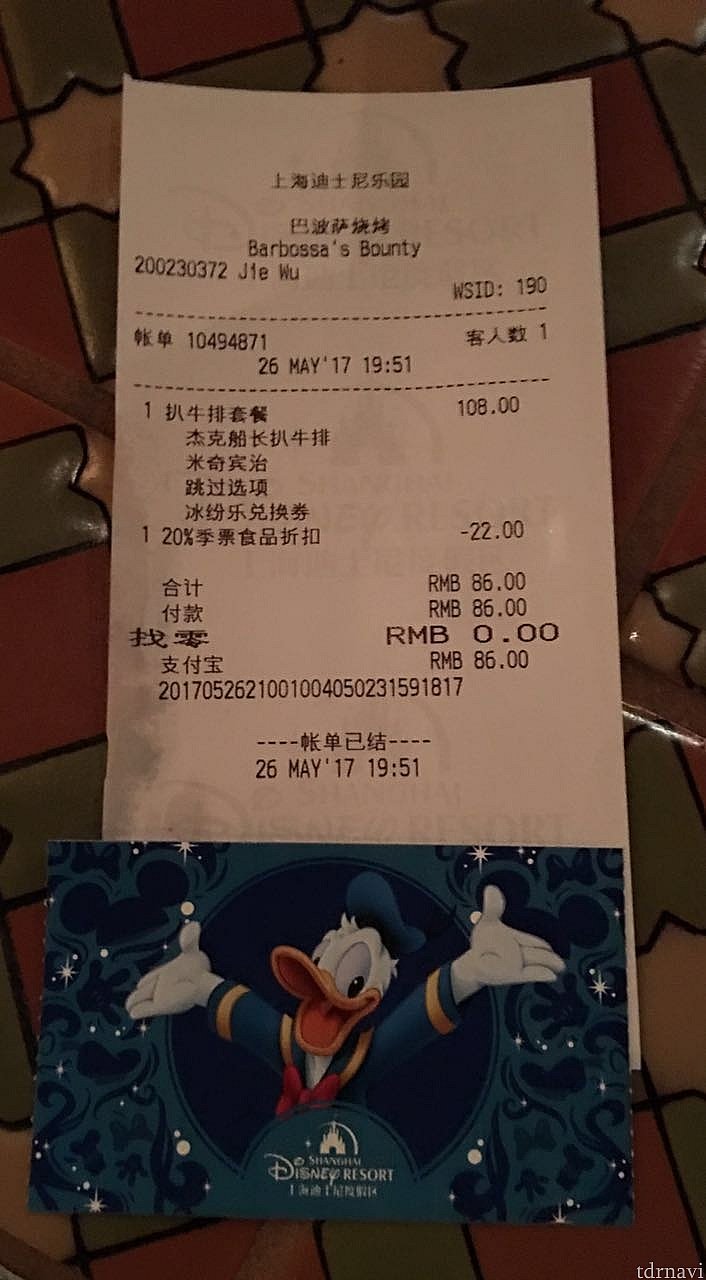 上海迪士尼乐园
巴波萨烧烤
Barbossa's Bounty
200230372 Jie Wu
WSID: 190
帐单 10494871 客人数 1
26 MAY'17 19:51
1 扒牛排套餐 108.00
杰克船长扒牛排
米奇宾治
跳过选项
冰纷乐兑换券
1 20%季票食品折扣 -22.00
合计 RMB 86.00
付款 RMB 86.00
找零 RMB 0.00
支付宝 RMB 86.00
2017052621001004050231591817
----帐单已结----
26 MAY'17 19:51
SHANGHAI
DISNEY RESORT
上海迪士尼度假区
tdrnavi